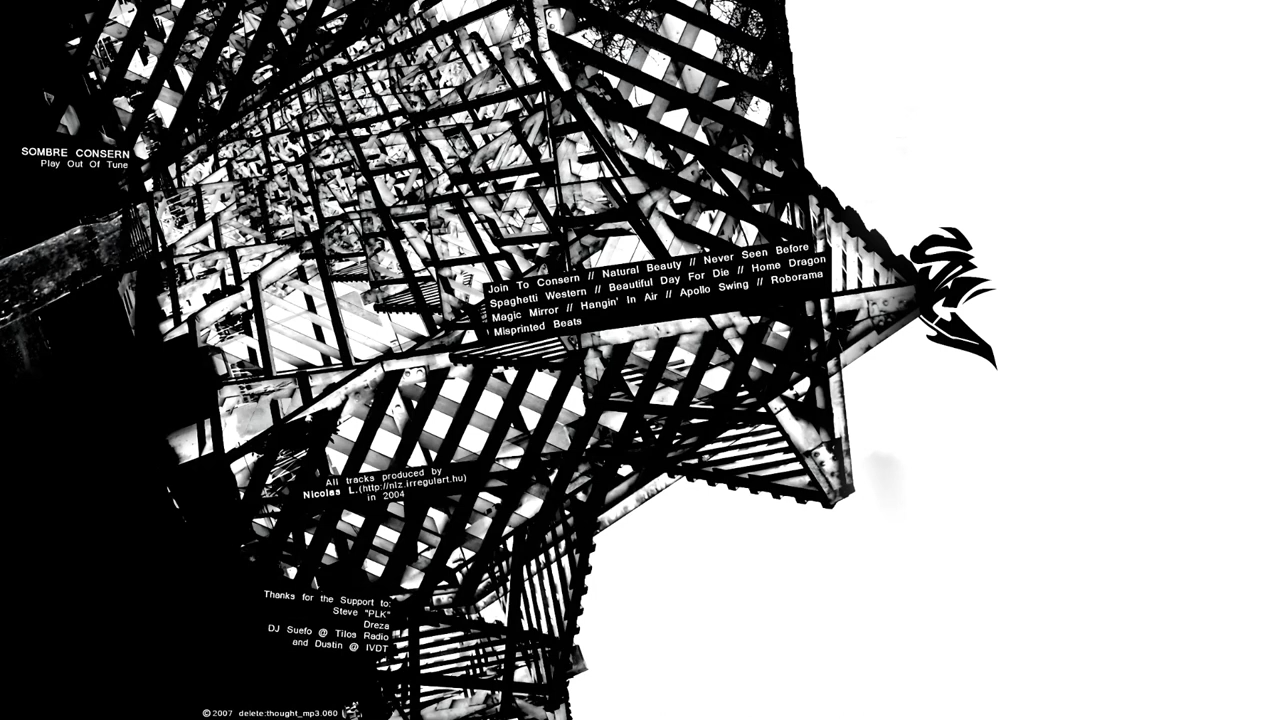 SOMBRE CONSERN
Play Out Of Tune
Join To Consern // Natural Beauty // Never Seen Before
Spaghetti Western // Beautiful Day For Die // Home Dragon
Magic Mirror // Hangin' In Air // Apollo Swing // Roborama
Misprinted Beats
All tracks produced by
Nicolas L.(http://nlz.irregulart.hu)
in 2004
Thanks for the Support to:
Steve "PLK"
Dreza
DJ Suefo @ Tilos Radio
and Dustin @ IVDT
©2007 delete:thought_mp3.060